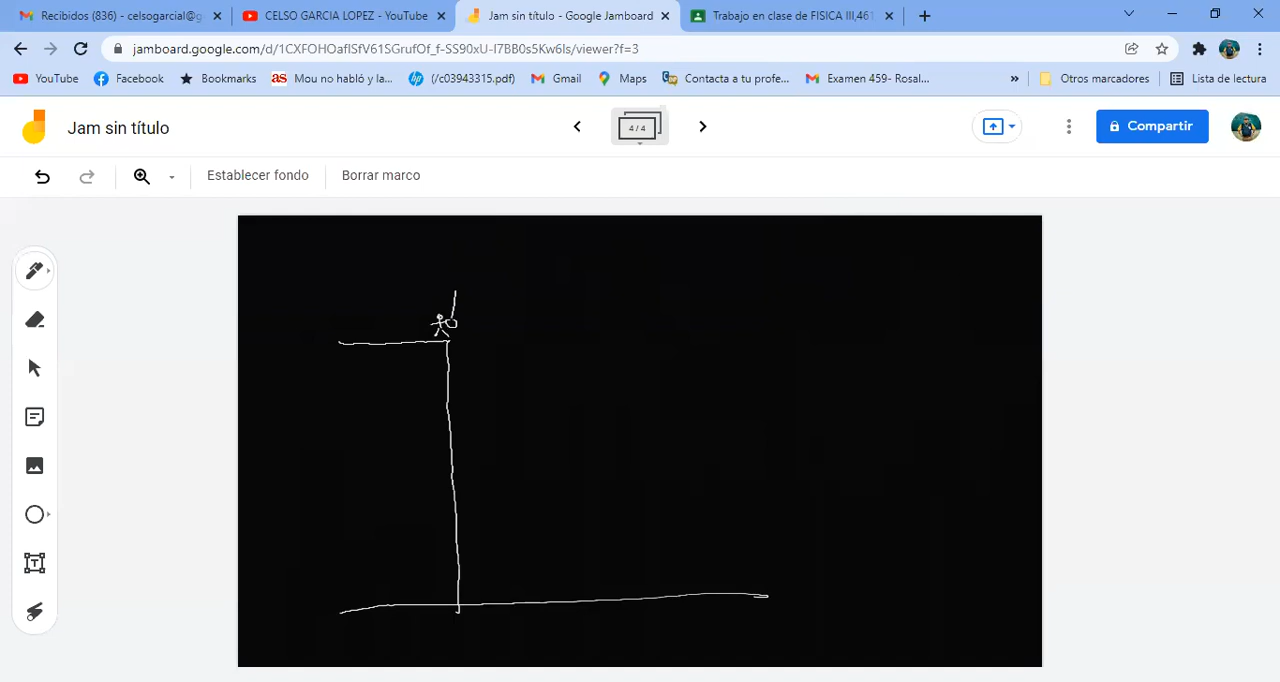 Recibidos (836) - celsogarcial@g
CELSO GARCIA LOPEZ - YouTube
Jam sin título - Google Jamboard
Trabajo en clase de FISICA III,461
jamboard.google.com/d/1CXFOHOafISfV61SGrufOf_f-SS90xU-I7BB0s5Kw6Is/viewer?f=3
YouTube
Facebook
Bookmarks
as
Mou no habló y la...
hp
(/c03943315.pdf)
Gmail
Maps
Contacta a tu profe...
Examen 459- Rosal...
»
Otros marcadores
Lista de lectura
Jam sin título
4 / 4
Compartir
Establecer fondo
Borrar marco
T